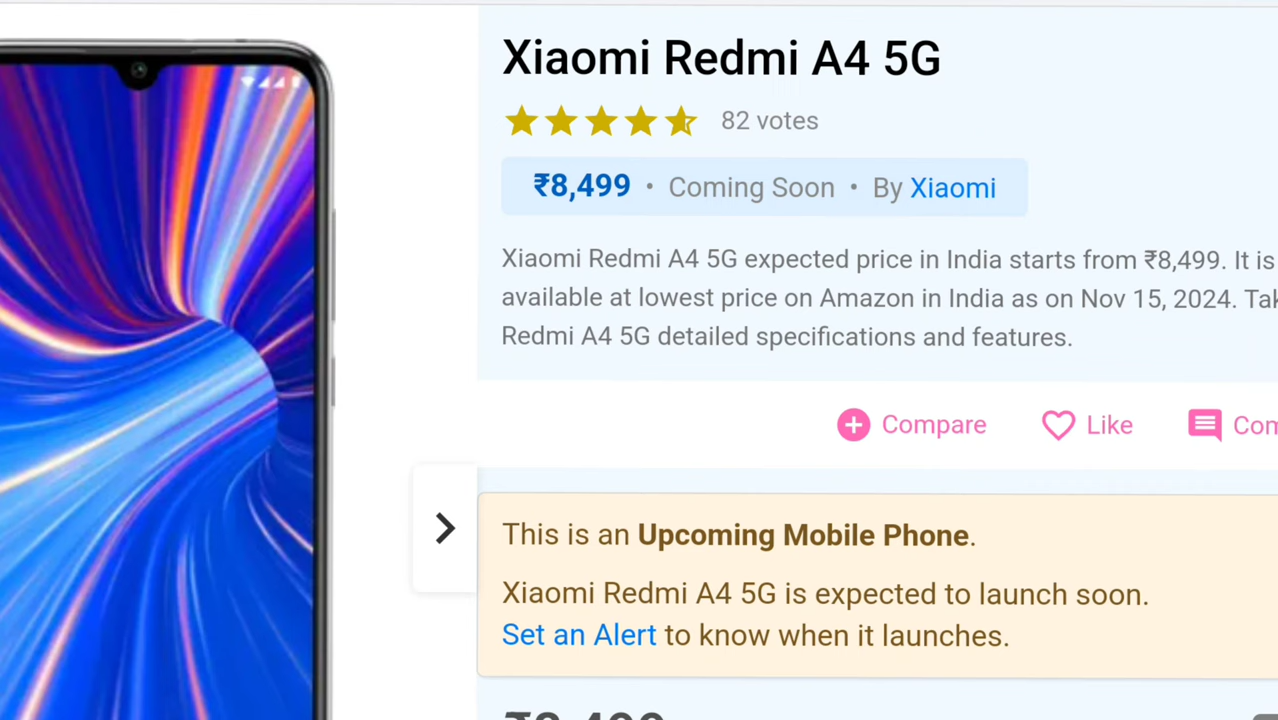 Xiaomi Redmi A4 5G
82 votes
₹8,499 • Coming Soon • By Xiaomi
Xiaomi Redmi A4 5G expected price in India starts from ₹8,499. It is
available at lowest price on Amazon in India as on Nov 15, 2024.
Redmi A4 5G detailed specifications and features.
Compare Like
This is an Upcoming Mobile Phone.
Xiaomi Redmi A4 5G is expected to launch soon.
Set an Alert to know when it launches.